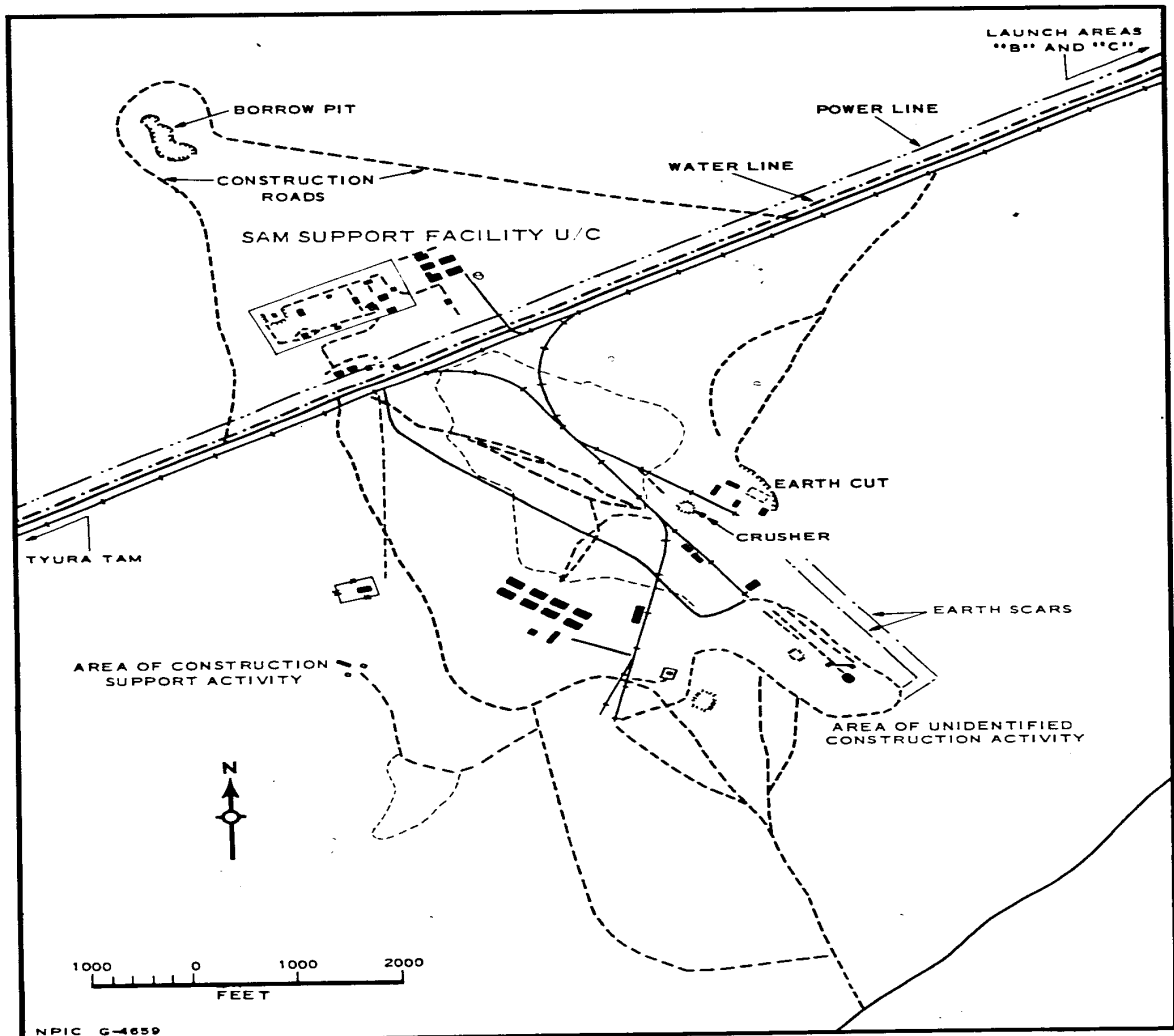 LAUNCH AREAS
"B" AND "C"
BORROW PIT
POWER LINE
WATER LINE
CONSTRUCTION
ROADS
SAM SUPPORT FACILITY U/C
EARTH CUT
CRUSHER
TYURA TAM
EARTH SCARS
AREA OF CONSTRUCTION
SUPPORT ACTIVITY
AREA OF UNIDENTIFIED
CONSTRUCTION ACTIVITY
N
1000 0 1000 2000
FEET
NPIC G-4659